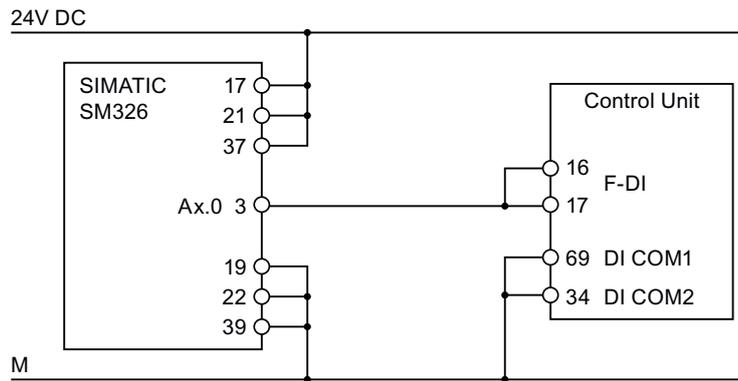 24V DC
SIMATIC
SM326
17
21
37
Ax.0 3
19
22
39
Control Unit
16
F-DI
17
69 DI COM1
34 DI COM2
M